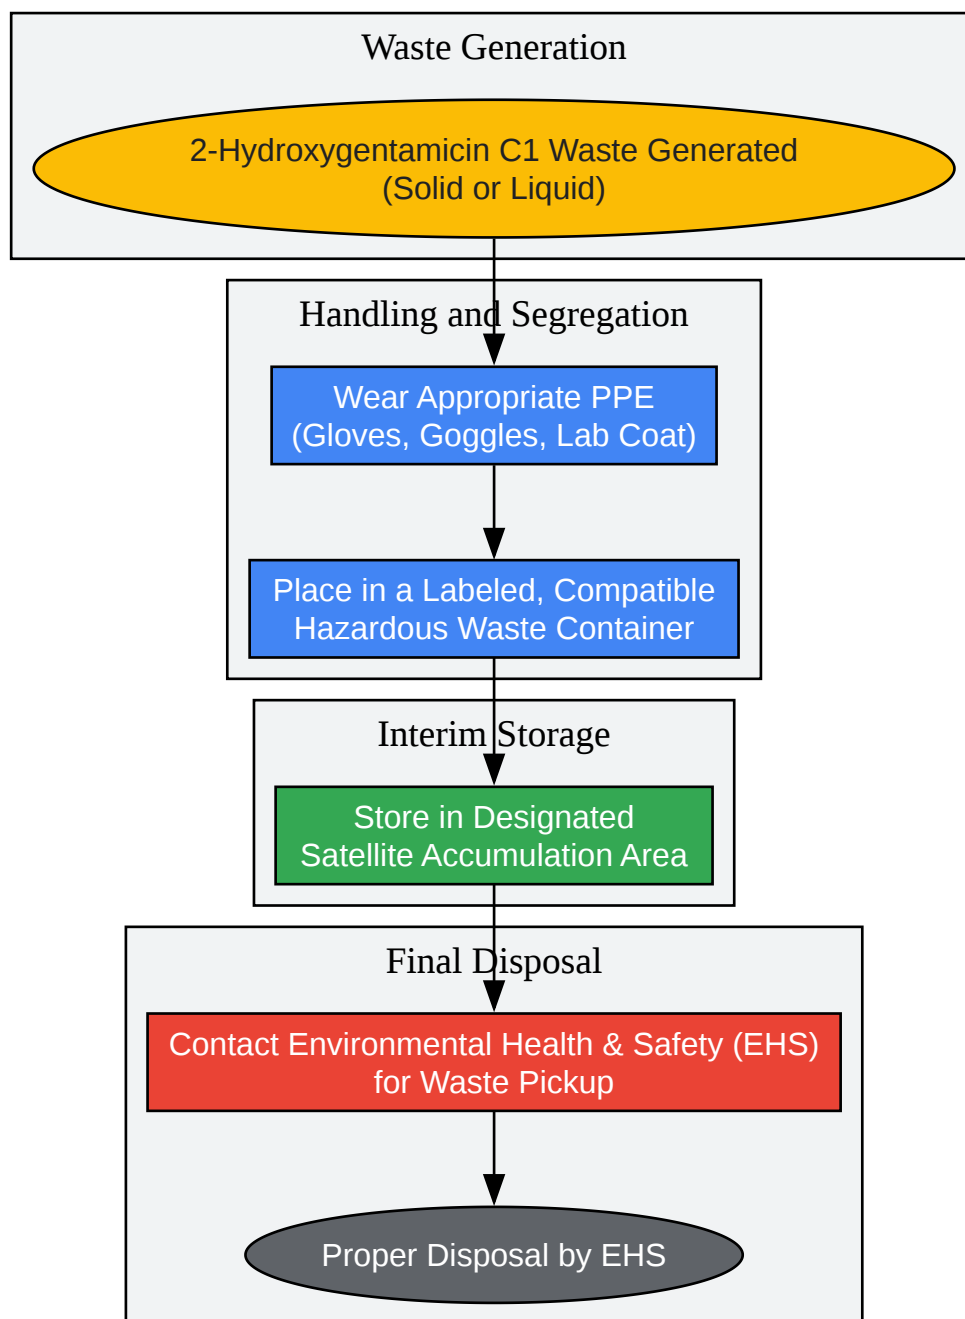 Waste Generation
2-Hydroxygentamicin C1 Waste Generated
(Solid or Liquid)
Handling and Segregation
Wear Appropriate PPE
(Gloves, Goggles, Lab Coat)
Place in a Labeled, Compatible
Hazardous Waste Container
Interim Storage
Store in Designated
Satellite Accumulation Area
Final Disposal
Contact Environmental Health & Safety (EHS)
for Waste Pickup
Proper Disposal by EHS